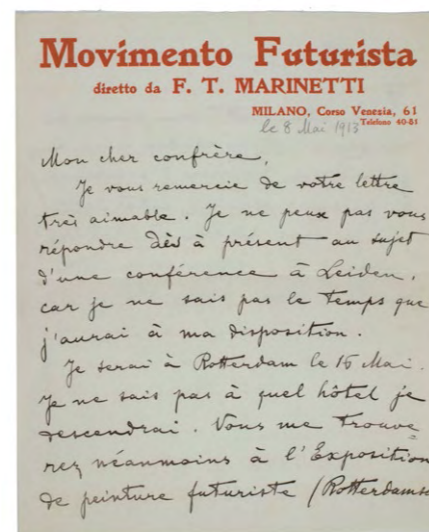 Movimento Futurista
diretto da F. T. MARINETTI
MILANO, Corso Venezia, 61
Telefono 40-81
le 8 Mai 1913
Mon cher confrère,
Je vous remercie de votre lettre
très aimable. Je ne peux pas vous
répondre dès à présent au sujet
d'une conférence à Leiden,
car je ne sais pas le temps que
j'aurai à ma disposition.
Je serai à Rotterdam le 15 Mai.
Je ne sais pas à quel hôtel je
descendrai. Vous me trouve
rez néanmoins à l'Exposition
de peinture futuriste (Rotterdamse